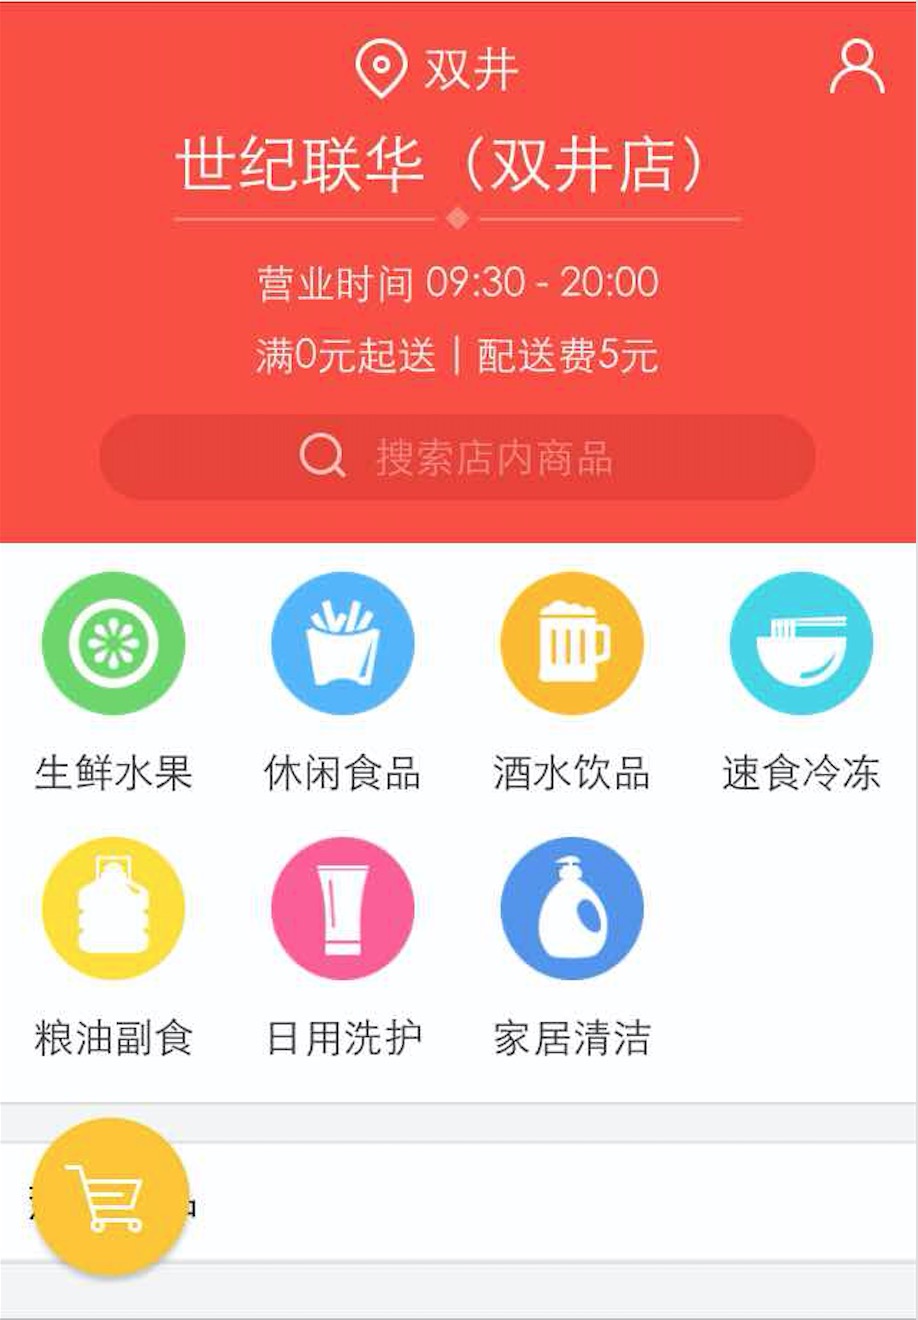 双井
世纪联华（双井店）
营业时间 09:30 - 20:00
满0元起送 | 配送费5元
搜索店内商品
生鲜水果 休闲食品 酒水饮品 速食冷冻
粮油副食 日用洗护 家居清洁